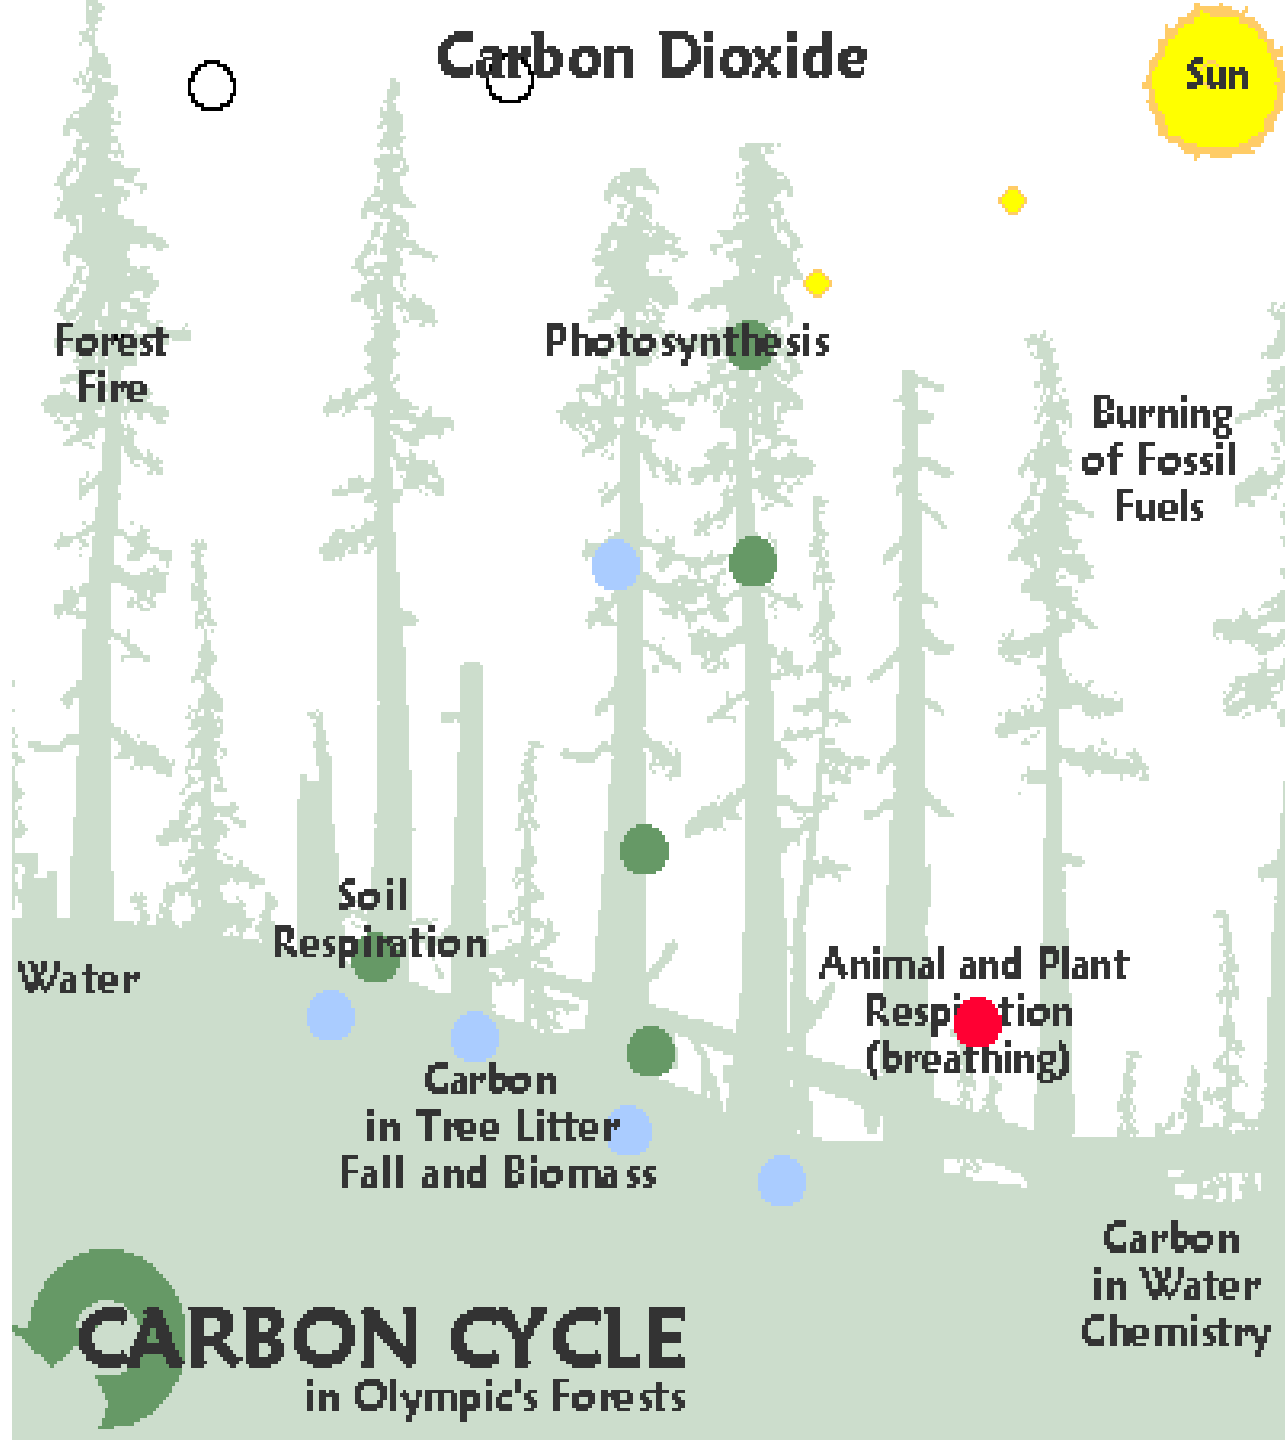 Carbon Dioxide
Sun
Forest
Fire
Photosynthesis
Burning
of Fossil
Fuels
Soil
Respiration
Water
Animal and Plant
Respiration
(breathing)
Carbon
in Tree Litter
Fall and Biomass
Carbon
in Water
Chemistry
CARBON CYCLE
in Olympic's Forests